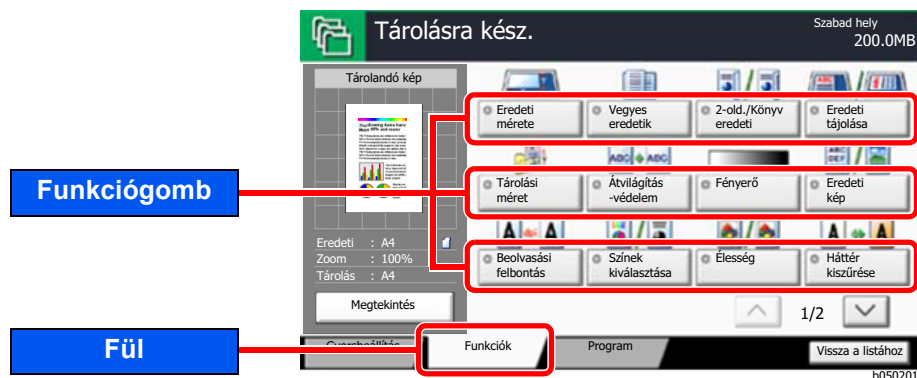 Tárolásra kész.
Szabad hely
200.0MB
Tárolandó kép
Eredeti : A4
Zoom : 100%
Tárolás : A4
Megtekintés
Eredeti
mérete
Vegyes
eredetik
2-old./Könyv
eredeti
Eredeti
tájolása
Tárolási
méret
Átvilágítás
-védelem
Fényerő
Eredeti
kép
Beolvasási
felbontás
Színek
kiválasztása
Élesség
Háttér
kiszűrése
1/2
Funkciók
Program
Vissza a listához
Funkciógomb
Fül
b050201